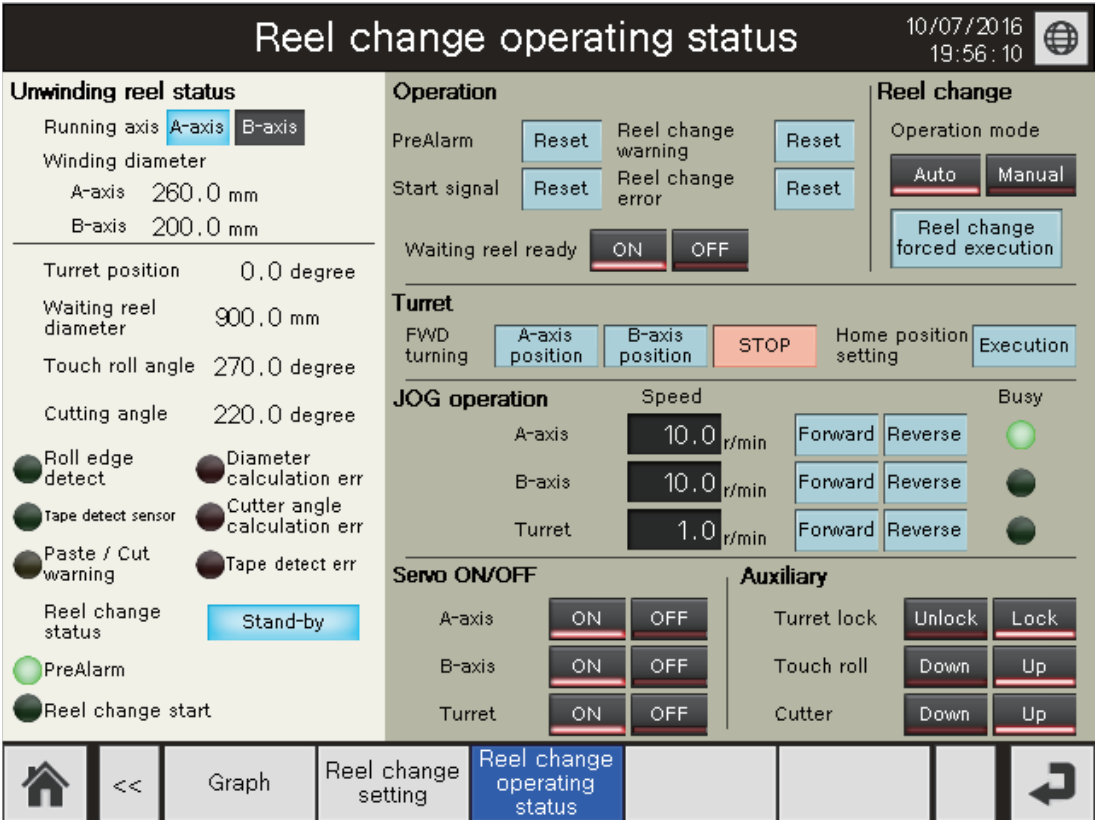 Reel change operating status
10/07/2016
19:56:10
Unwinding reel status
Running axis A-axis B-axis
Winding diameter
A-axis 260.0 mm
B-axis 200.0 mm
Turret position 0.0 degree
Waiting reel
diameter
900.0 mm
Touch roll angle 270.0 degree
Cutting angle 220.0 degree
Roll edge
detect
Diameter
calculation err
Tape detect sensor
Cutter angle
calculation err
Paste / Cut
warning
Tape detect err
Reel change
status
Stand-by
PreAlarm
Reel change start
Operation
PreAlarm Reset
Reel change
warning
Reset
Start signal Reset
Reel change
error
Reset
Waiting reel ready ON OFF
Reel change
Operation mode
Auto Manual
Reel change
forced execution
Turret
FWD
turning
A-axis
position
B-axis
position
STOP
Home position
setting
Execution
JOG operation Speed Busy
A-axis 10.0 r/min Forward Reverse
B-axis 10.0 r/min Forward Reverse
Turret 1.0 r/min Forward Reverse
Servo ON/OFF
A-axis ON OFF
B-axis ON OFF
Turret ON OFF
Auxiliary
Turret lock Unlock Lock
Touch roll Down Up
Cutter Down Up
<<
Graph
Reel change
setting
Reel change
operating
status